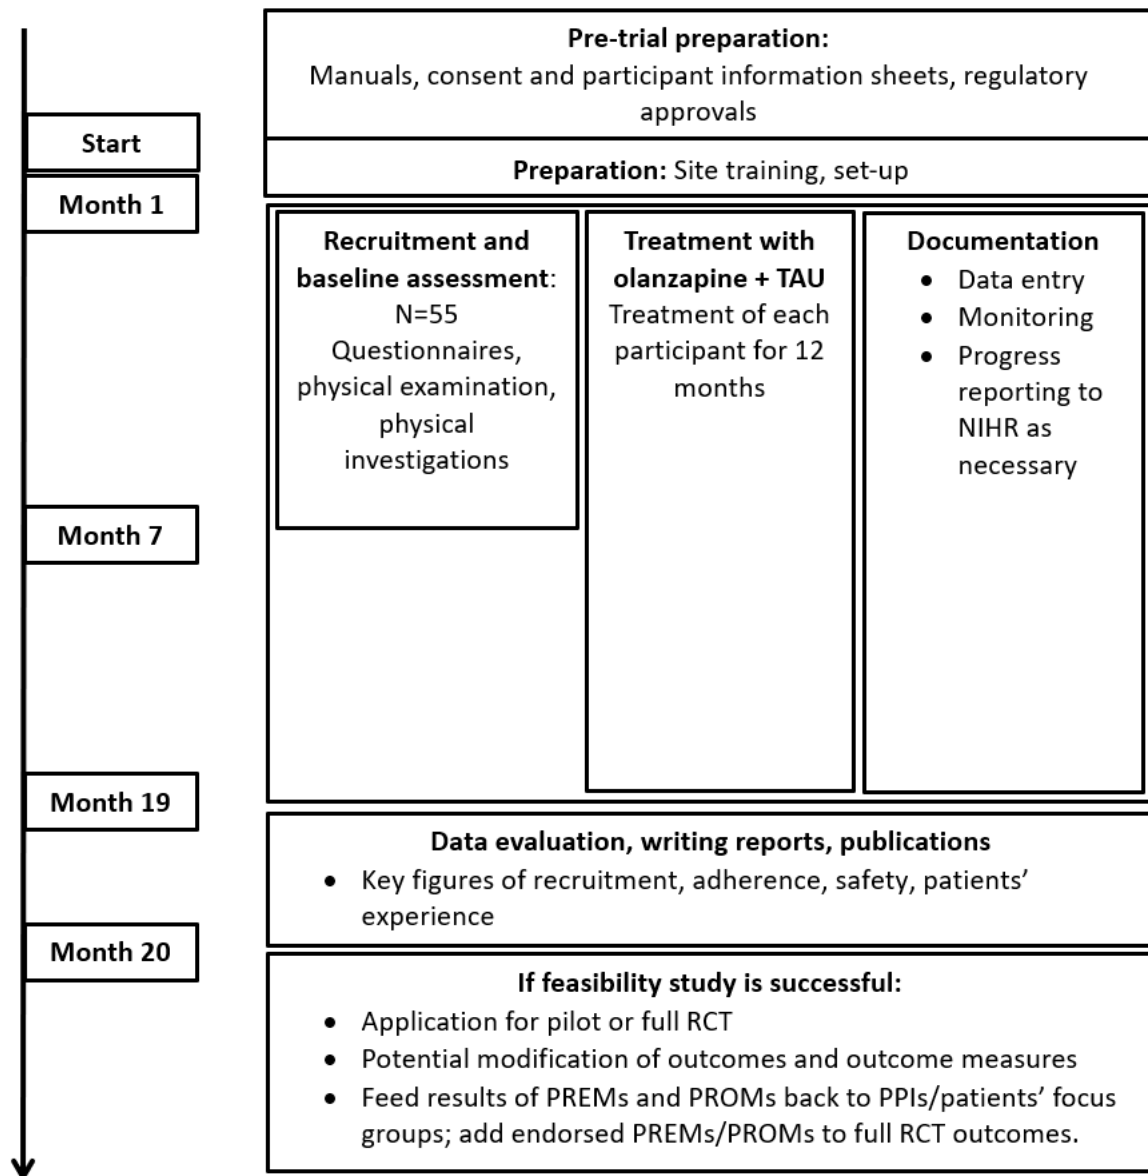 Pre-trial preparation:
Manuals, consent and participant information sheets, regulatory
approvals
Start
Preparation: Site training, set-up
Month 1
Recruitment and
baseline assessment:
N=55
Questionnaires,
physical examination,
physical
investigations
Treatment with
olanzapine + TAU
Treatment of each
participant for 12
months
Documentation
• Data entry
• Monitoring
• Progress
reporting to
NIHR as
necessary
Month 7
Month 19
Data evaluation, writing reports, publications
• Key figures of recruitment, adherence, safety, patients’
experience
Month 20
If feasibility study is successful:
• Application for pilot or full RCT
• Potential modification of outcomes and outcome measures
• Feed results of PREMs and PROMs back to PPIs/patients’ focus
groups; add endorsed PREMs/PROMs to full RCT outcomes.